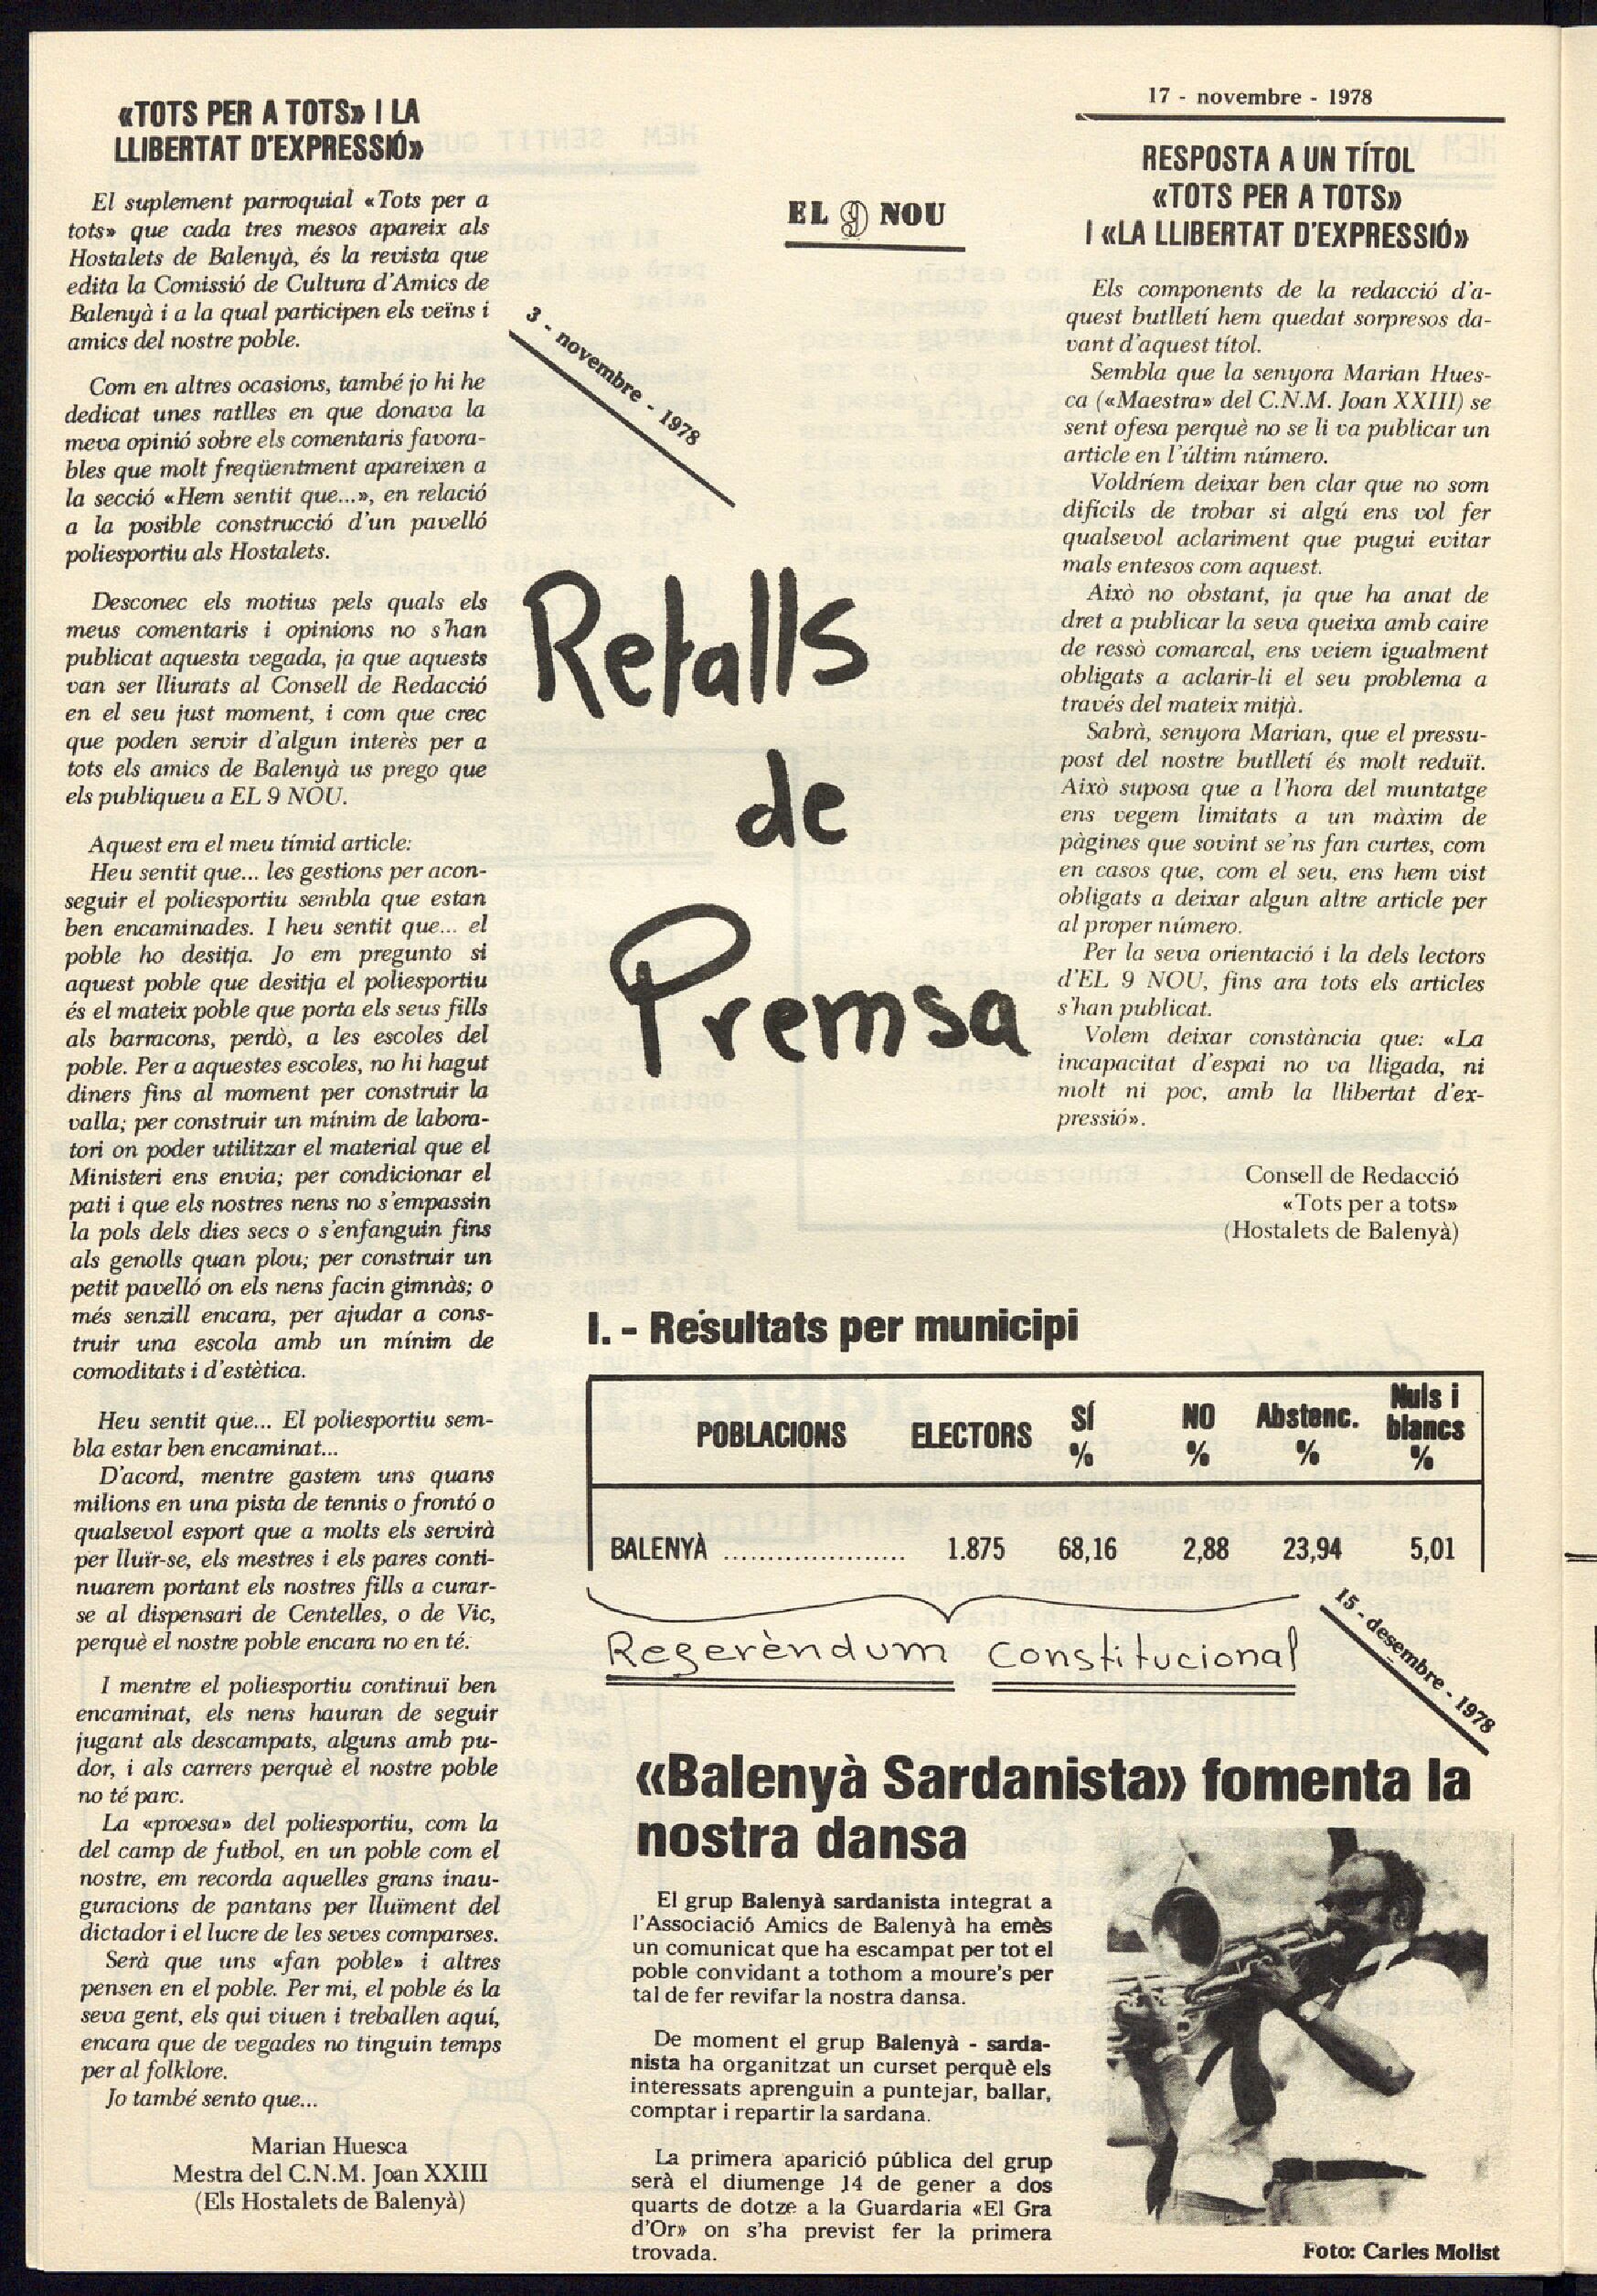 «TOTS PER A TOTS» I LA
LLIBERTAT D'EXPRESSIÓ»
El suplement parroquial «Tots per a
tots» que cada tres mesos apareix als
Hostalets de Balenyà, és la revista que
edita la Comissió de Cultura d'Amics de
Balenyà i a la qual participen els veïns i
amics del nostre poble.
Com en altres ocasions, també jo hi he
dedicat unes ratlles en que donava la
meva opinió sobre els comentaris favora-
bles que molt freqüentment apareixen a
la secció «Hem sentit que...», en relació
a la posible construcció d'un pavelló
poliesportiu als Hostalets.
Desconec els motius pels quals els
meus comentaris i opinions no s'han
publicat aquesta vegada, ja que aquests
van ser lliurats al Consell de Redacció
en el seu just moment, i com que crec
que poden servir d'algun interès per a
tots els amics de Balenyà us prego que
els publiqueu a EL 9 NOU.
Aquest era el meu tímid article:
Heu sentit que... les gestions per acon-
seguir el poliesportiu sembla que estan
ben encaminades. I heu sentit que... el
poble ho desitja. Jo em pregunto si
aquest poble que desitja el poliesportiu
és el mateix poble que porta els seus fills
als barracons, perdò, a les escoles del
poble. Per a aquestes escoles, no hi hagut
diners fins al moment per construir la
valla; per construir un mínim de labora-
tori on poder utilitzar el material que el
Ministeri ens envia; per condicionar el
pati i que els nostres nens no s'empassin
la pols dels dies secs o s'enfanguin fins
als genolls quan plou; per construir un
petit pavelló on els nens facin gimnàs; o
més senzill encara, per ajudar a cons-
truir una escola amb un mínim de
comoditats i d'estètica.
Heu sentit que... El poliesportiu sem-
bla estar ben encaminat...
D'acord, mentre gastem uns quans
milions en una pista de tennis o frontó o
qualsevol esport que a molts els servirà
per lluir-se, els mestres i els pares conti-
nuarem portant els nostres fills a curar-
se al dispensari de Centelles, o de Vic,
perquè el nostre poble encara no en té.
I mentre el poliesportiu continuï ben
encaminat, els nens hauran de seguir
jugant als descampats, alguns amb pu-
dor, i als carrers perquè el nostre poble
no té parc.
La «proesa» del poliesportiu, com la
del camp de futbol, en un poble com el
nostre, em recorda aquelles grans inau-
guracions de pantans per lluïment del
dictador i el lucre de les seves comparses.
Serà que uns «fan poble» i altres
pensen en el poble. Per mi, el poble és la
seva gent, els qui viuen i treballen aquí,
encara que de vegades no tinguin temps
per al folklore.
Jo també sento que...
Marian Huesca
Mestra del C.N.M. Joan XXIII
(Els Hostalets de Balenyà)
EL 9 NOU
3 - novembre - 1978
Retalls
de
Premsa
17 - novembre - 1978
RESPOSTA A UN TÍTOL
«TOTS PER A TOTS»
I «LA LLIBERTAT D'EXPRESSIÓ»
Els components de la redacció d'a-
quest butlletí hem quedat sorpresos da-
vant d'aquest títol.
Sembla que la senyora Marian Hues-
ca («Maestra» del C.N.M. Joan XXIII) se
sent ofesa perquè no se li va publicar un
article en l'últim número.
Voldríem deixar ben clar que no som
difícils de trobar si algú ens vol fer
qualsevol aclariment que pugui evitar
mals entesos com aquest.
Això no obstant, ja que ha anat de
dret a publicar la seva queixa amb caire
de ressò comarcal, ens veiem igualment
obligats a aclarir-li el seu problema a
través del mateix mitjà.
Sabrà, senyora Marian, que el pressu-
post del nostre butlletí és molt reduït.
Això suposa que a l'hora del muntatge
ens vegem limitats a un màxim de
pàgines que sovint se'ns fan curtes, com
en casos que, com el seu, ens hem vist
obligats a deixar algun altre article per
al proper número.
Per la seva orientació i la dels lectors
d'EL 9 NOU, fins ara tots els articles
s'han publicat.
Volem deixar constància que: «La
incapacitat d'espai no va lligada, ni
molt ni poc, amb la llibertat d'ex-
pressió».
Consell de Redacció
«Tots per a tots»
(Hostalets de Balenyà)
I. - Resultats per municipi
POBLACIONS ELECTORS SÍ % NO % Abstenc. % Nuls i blancs %
BALENYÀ ..................... 1.875 68,16 2,88 23,94 5,01
Regerèndum Constitucional
15 - desembre - 1978
«Balenyà Sardanista» fomenta la
nostra dansa
El grup Balenyà sardanista integrat a
l'Associació Amics de Balenyà ha emès
un comunicat que ha escampat per tot el
poble convidant a tothom a moure's per
tal de fer revifar la nostra dansa.
De moment el grup Balenyà - sarda-
nista ha organitzat un curset perquè els
interessats aprenguin a puntejar, ballar,
comptar i repartir la sardana.
La primera aparició pública del grup
serà el diumenge 14 de gener a dos
quarts de dotze a la Guardaria «El Gra
d'Or» on s'ha previst fer la primera
trovada.
Foto: Carles Molist